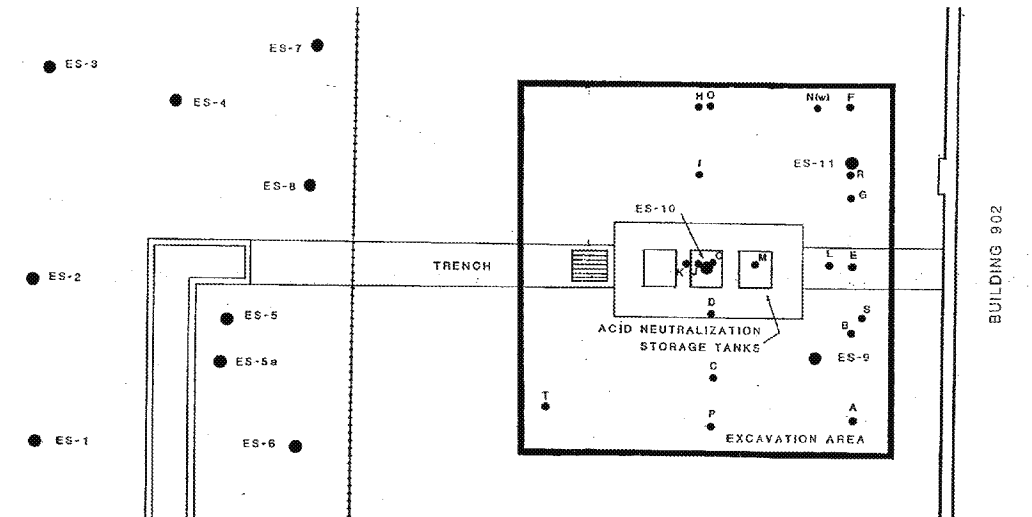 ES-7
ES-3
ES-4
H O
N(w) F
ES-11
I
R
ES-8
G
ES-10
BUILDING 902
TRENCH
K J
M
L E
ES-2
D
S
ES-5
ACID NEUTRALIZATION
STORAGE TANKS
B
ES-9
ES-5a
C
T
A
P
ES-1
ES-6
EXCAVATION AREA